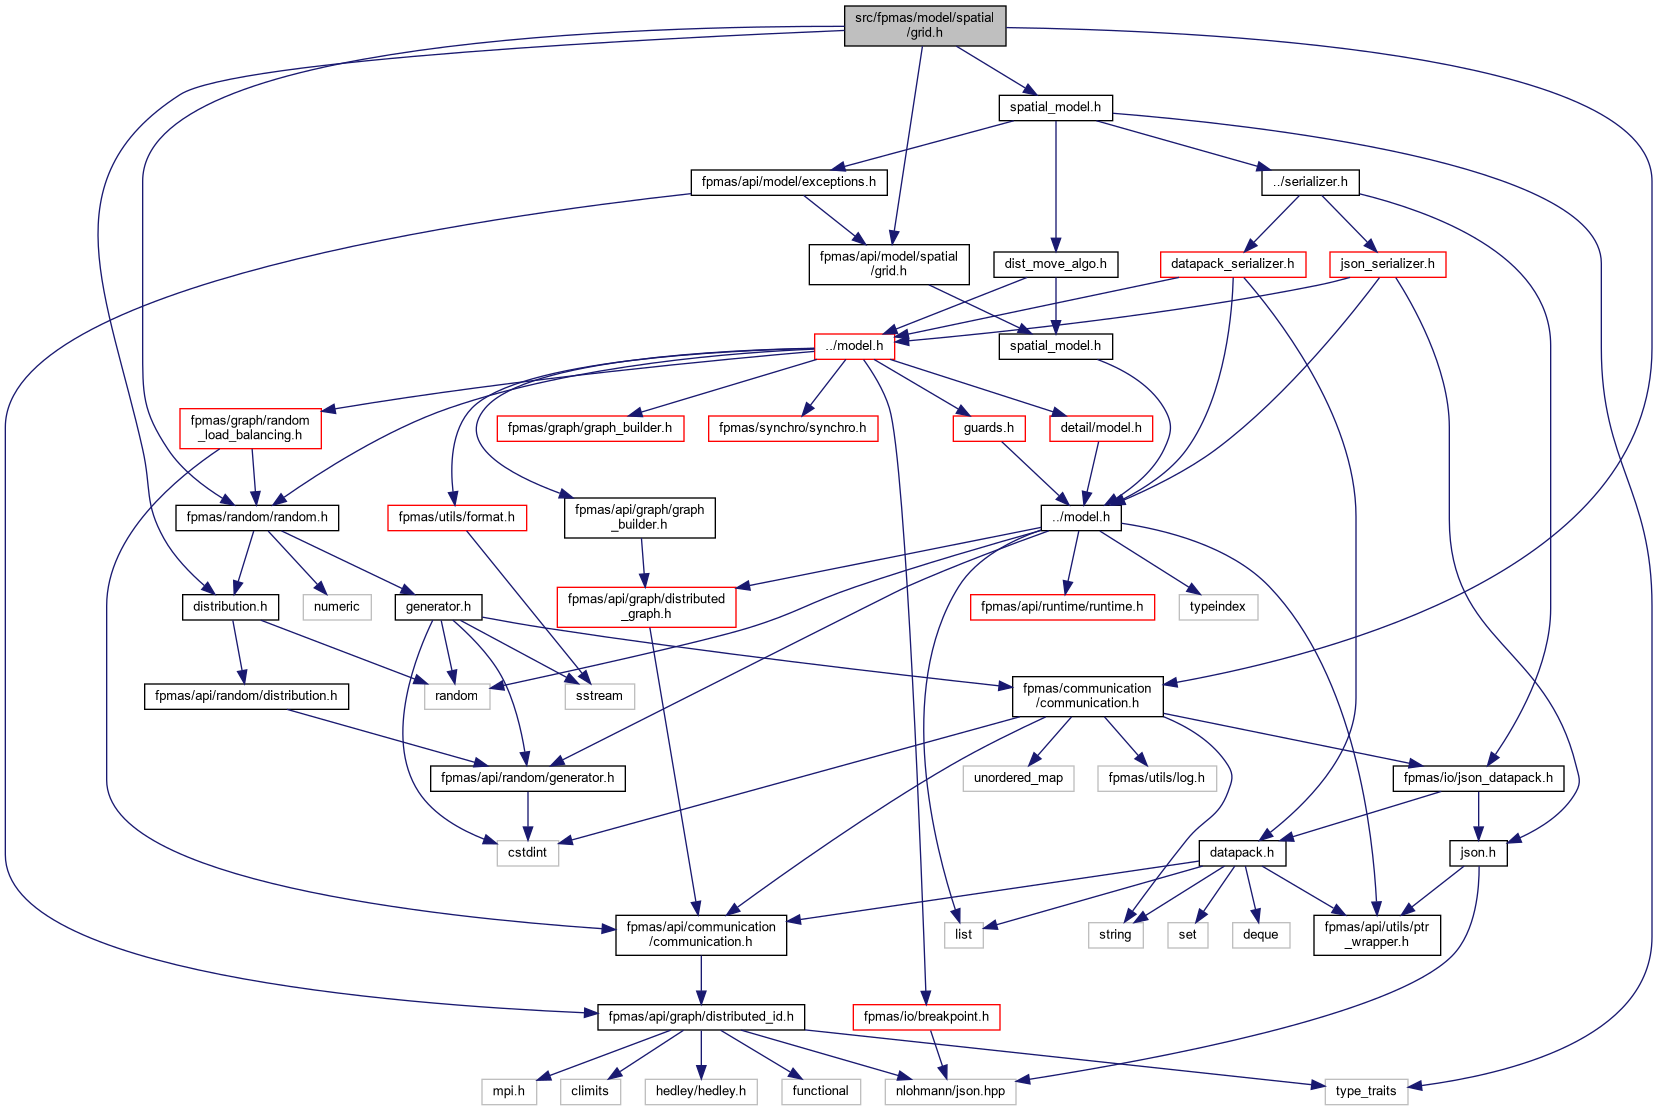 src/fpmas/model/spatial
/grid.h
spatial_model.h
fpmas/api/model/exceptions.h
../serializer.h
fpmas/api/model/spatial
/grid.h
dist_move_algo.h
datapack_serializer.h
json_serializer.h
../model.h
spatial_model.h
fpmas/graph/random
_load_balancing.h
fpmas/graph/graph_builder.h
fpmas/synchro/synchro.h
guards.h
detail/model.h
fpmas/random/random.h
fpmas/utils/format.h
fpmas/api/graph/graph
_builder.h
../model.h
distribution.h
numeric
generator.h
fpmas/api/graph/distributed
_graph.h
fpmas/api/runtime/runtime.h
typeindex
fpmas/api/random/distribution.h
random
sstream
fpmas/communication
/communication.h
fpmas/api/random/generator.h
unordered_map
fpmas/utils/log.h
fpmas/io/json_datapack.h
cstdint
datapack.h
json.h
fpmas/api/communication
/communication.h
list
string
set
deque
fpmas/api/utils/ptr
_wrapper.h
fpmas/api/graph/distributed_id.h
fpmas/io/breakpoint.h
mpi.h
climits
hedley/hedley.h
functional
nlohmann/json.hpp
type_traits